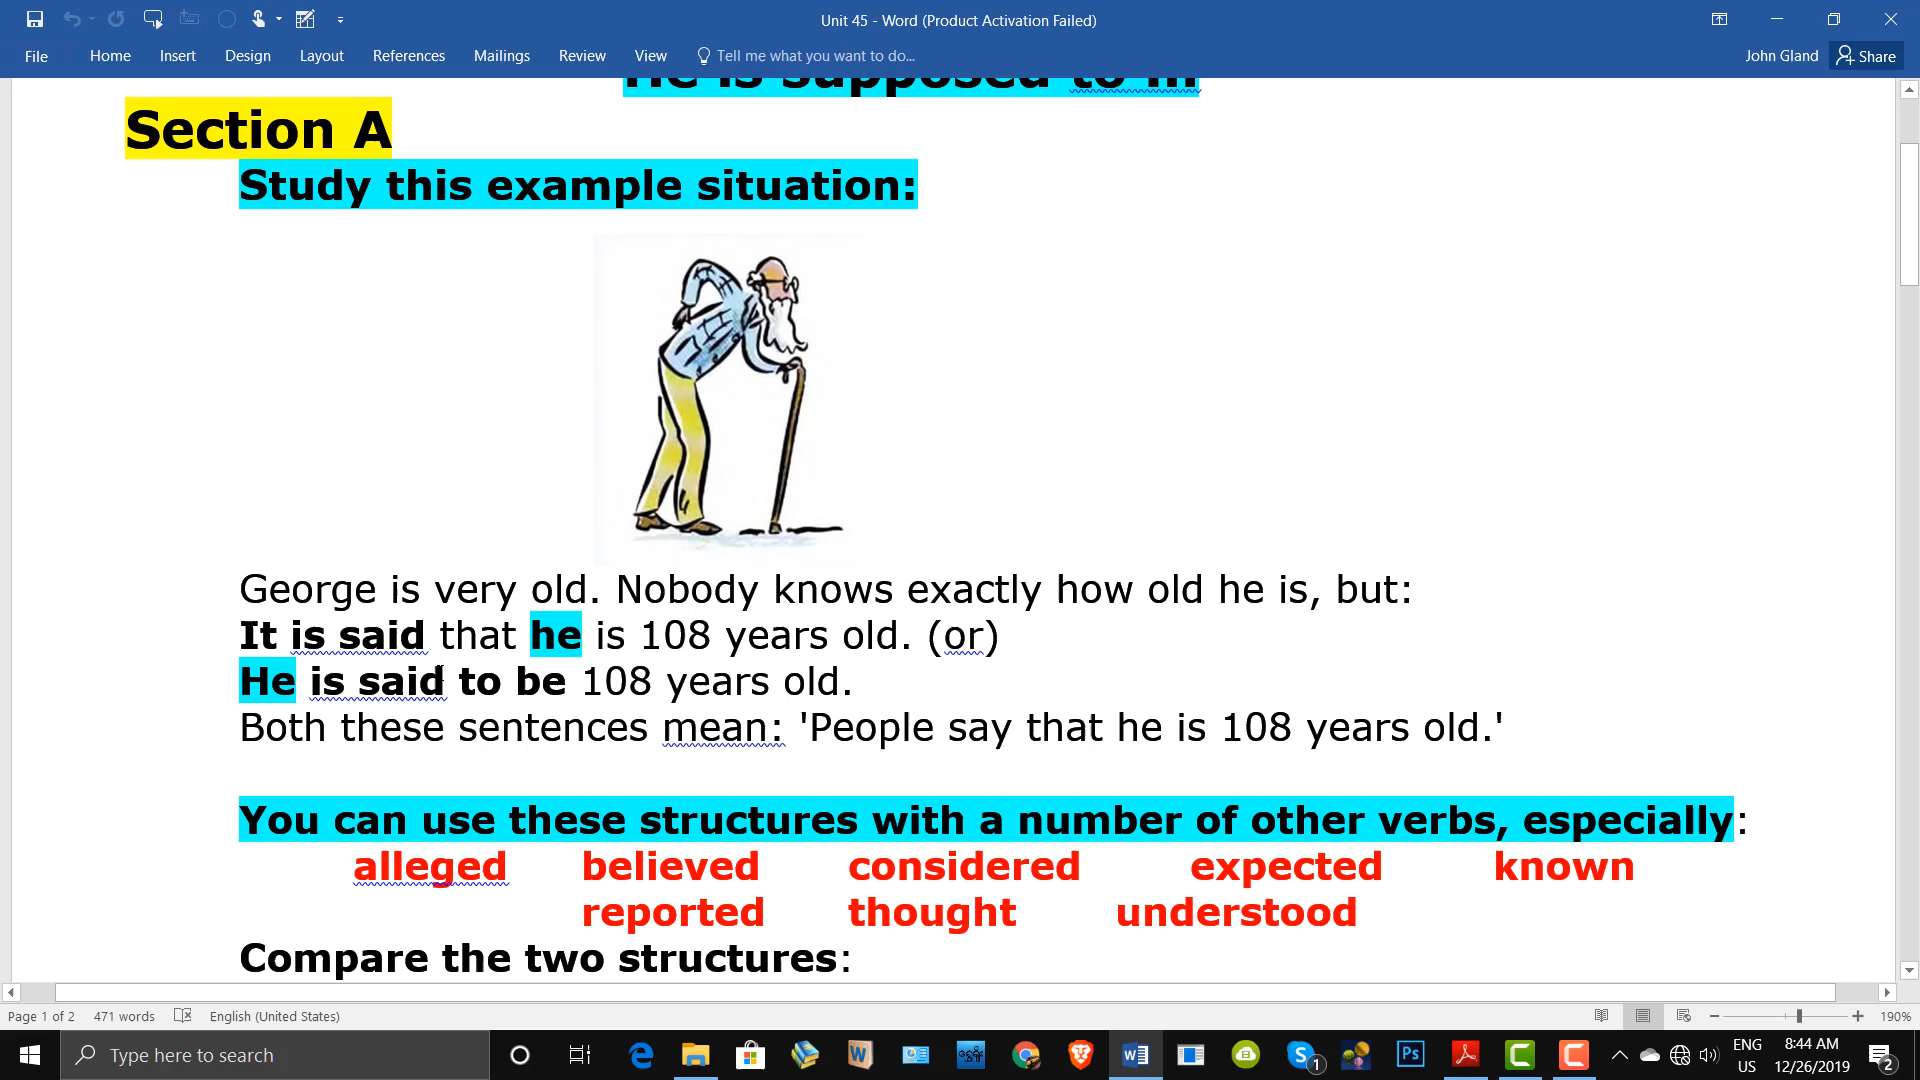 Unit 45 - Word (Product Activation Failed)
File Home Insert Design Layout References Mailings Review View Tell me what you want to do... John Gland Share
He is supposed to
Section A
Study this example situation:
George is very old. Nobody knows exactly how old he is, but:
It is said that he is 108 years old. (or)
He is said to be 108 years old.
Both these sentences mean: 'People say that he is 108 years old.'
You can use these structures with a number of other verbs, especially:
alleged believed considered expected known
reported thought understood
Compare the two structures:
Page 1 of 2 471 words English (United States) 190%
Type here to search
ENG 8:44 AM
US 12/26/2019